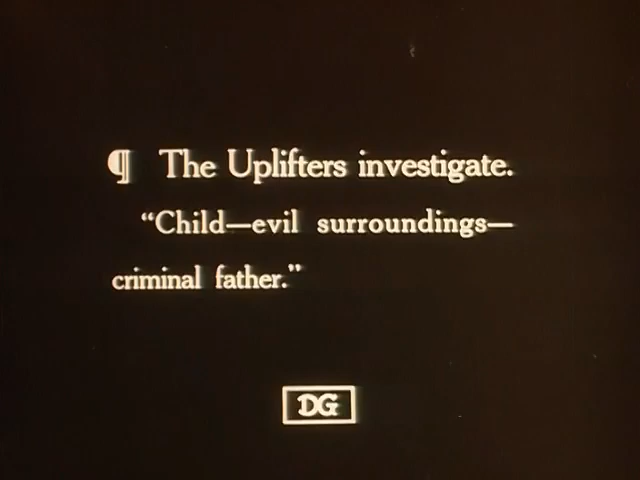 ¶ The Uplifters investigate.
"Child—evil surroundings—
criminal father."
DG